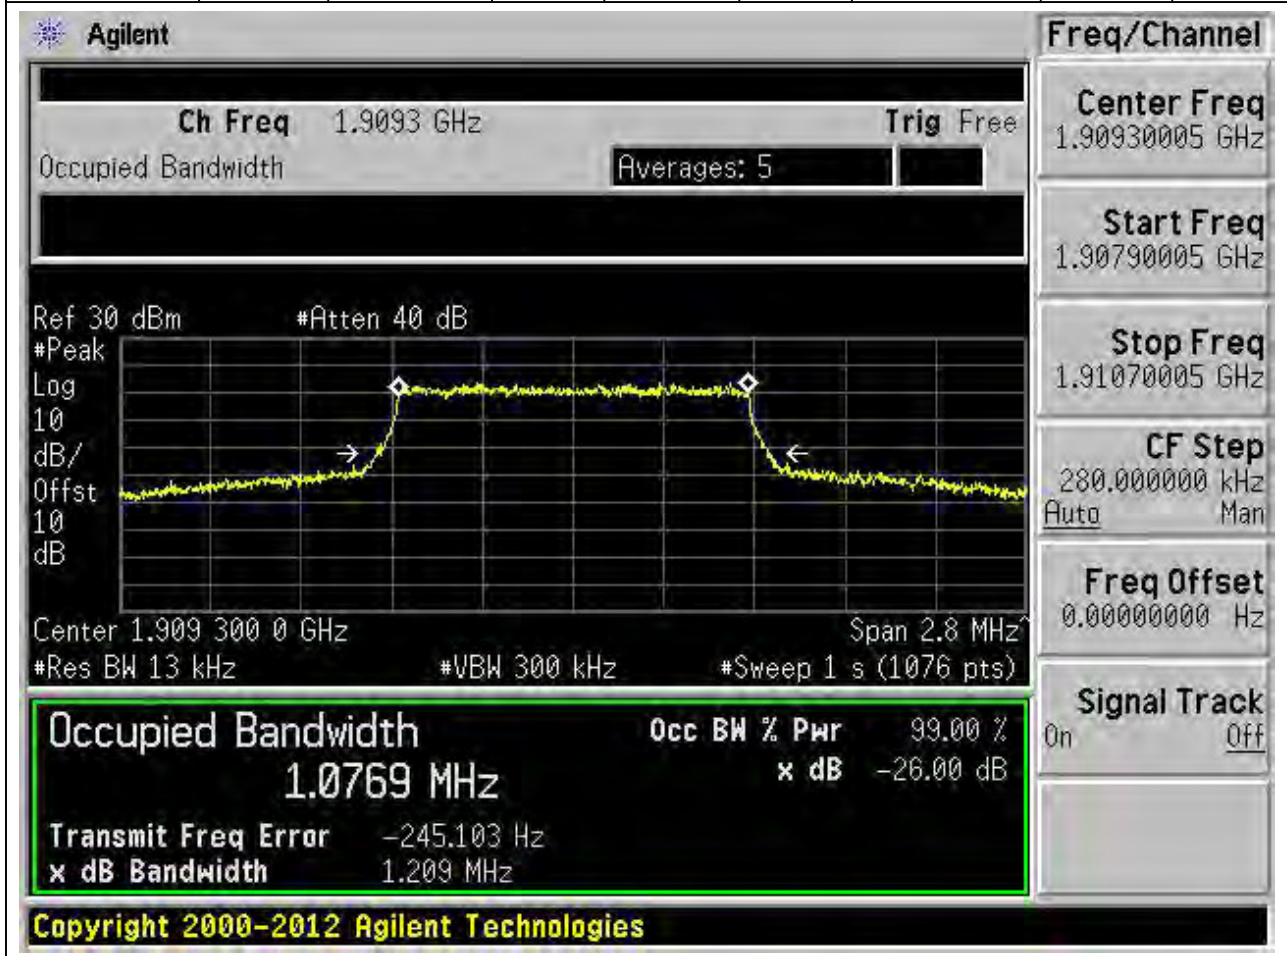 Agilent
Freq/Channel
Ch Freq 1.9093 GHz Trig Free
Occupied Bandwidth Averages: 5
Center Freq
1.90930005 GHz
Start Freq
1.90790005 GHz
Stop Freq
1.91070005 GHz
CF Step
280.000000 kHz
Auto Man
Freq Offset
0.00000000 Hz
Signal Track
On Off
Ref 30 dBm #Atten 40 dB
#Peak
Log
10
dB/
Offst
10
dB
Center 1.909 300 0 GHz Span 2.8 MHz^
#Res BW 13 kHz #VBW 300 kHz #Sweep 1 s (1076 pts)
Occupied Bandwidth Occ BW % Pwr 99.00 %
1.0769 MHz x dB -26.00 dB
Transmit Freq Error -245.103 Hz
x dB Bandwidth 1.209 MHz
Copyright 2000-2012 Agilent Technologies